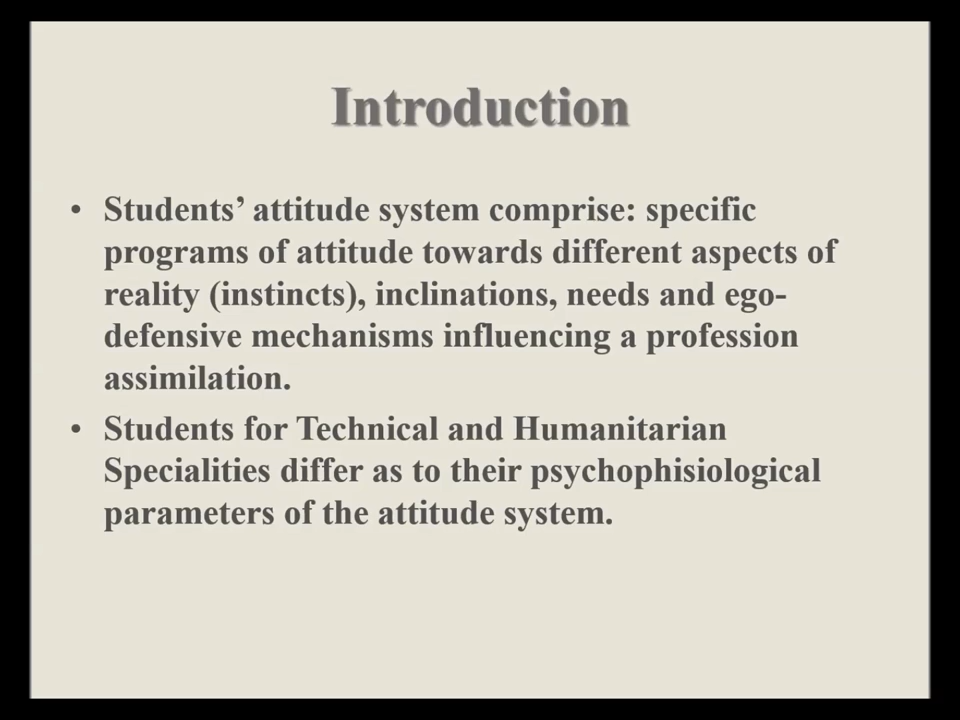 Introduction
• Students’ attitude system comprise: specific
programs of attitude towards different aspects of
reality (instincts), inclinations, needs and ego-
defensive mechanisms influencing a profession
assimilation.
• Students for Technical and Humanitarian
Specialities differ as to their psychophisiological
parameters of the attitude system.